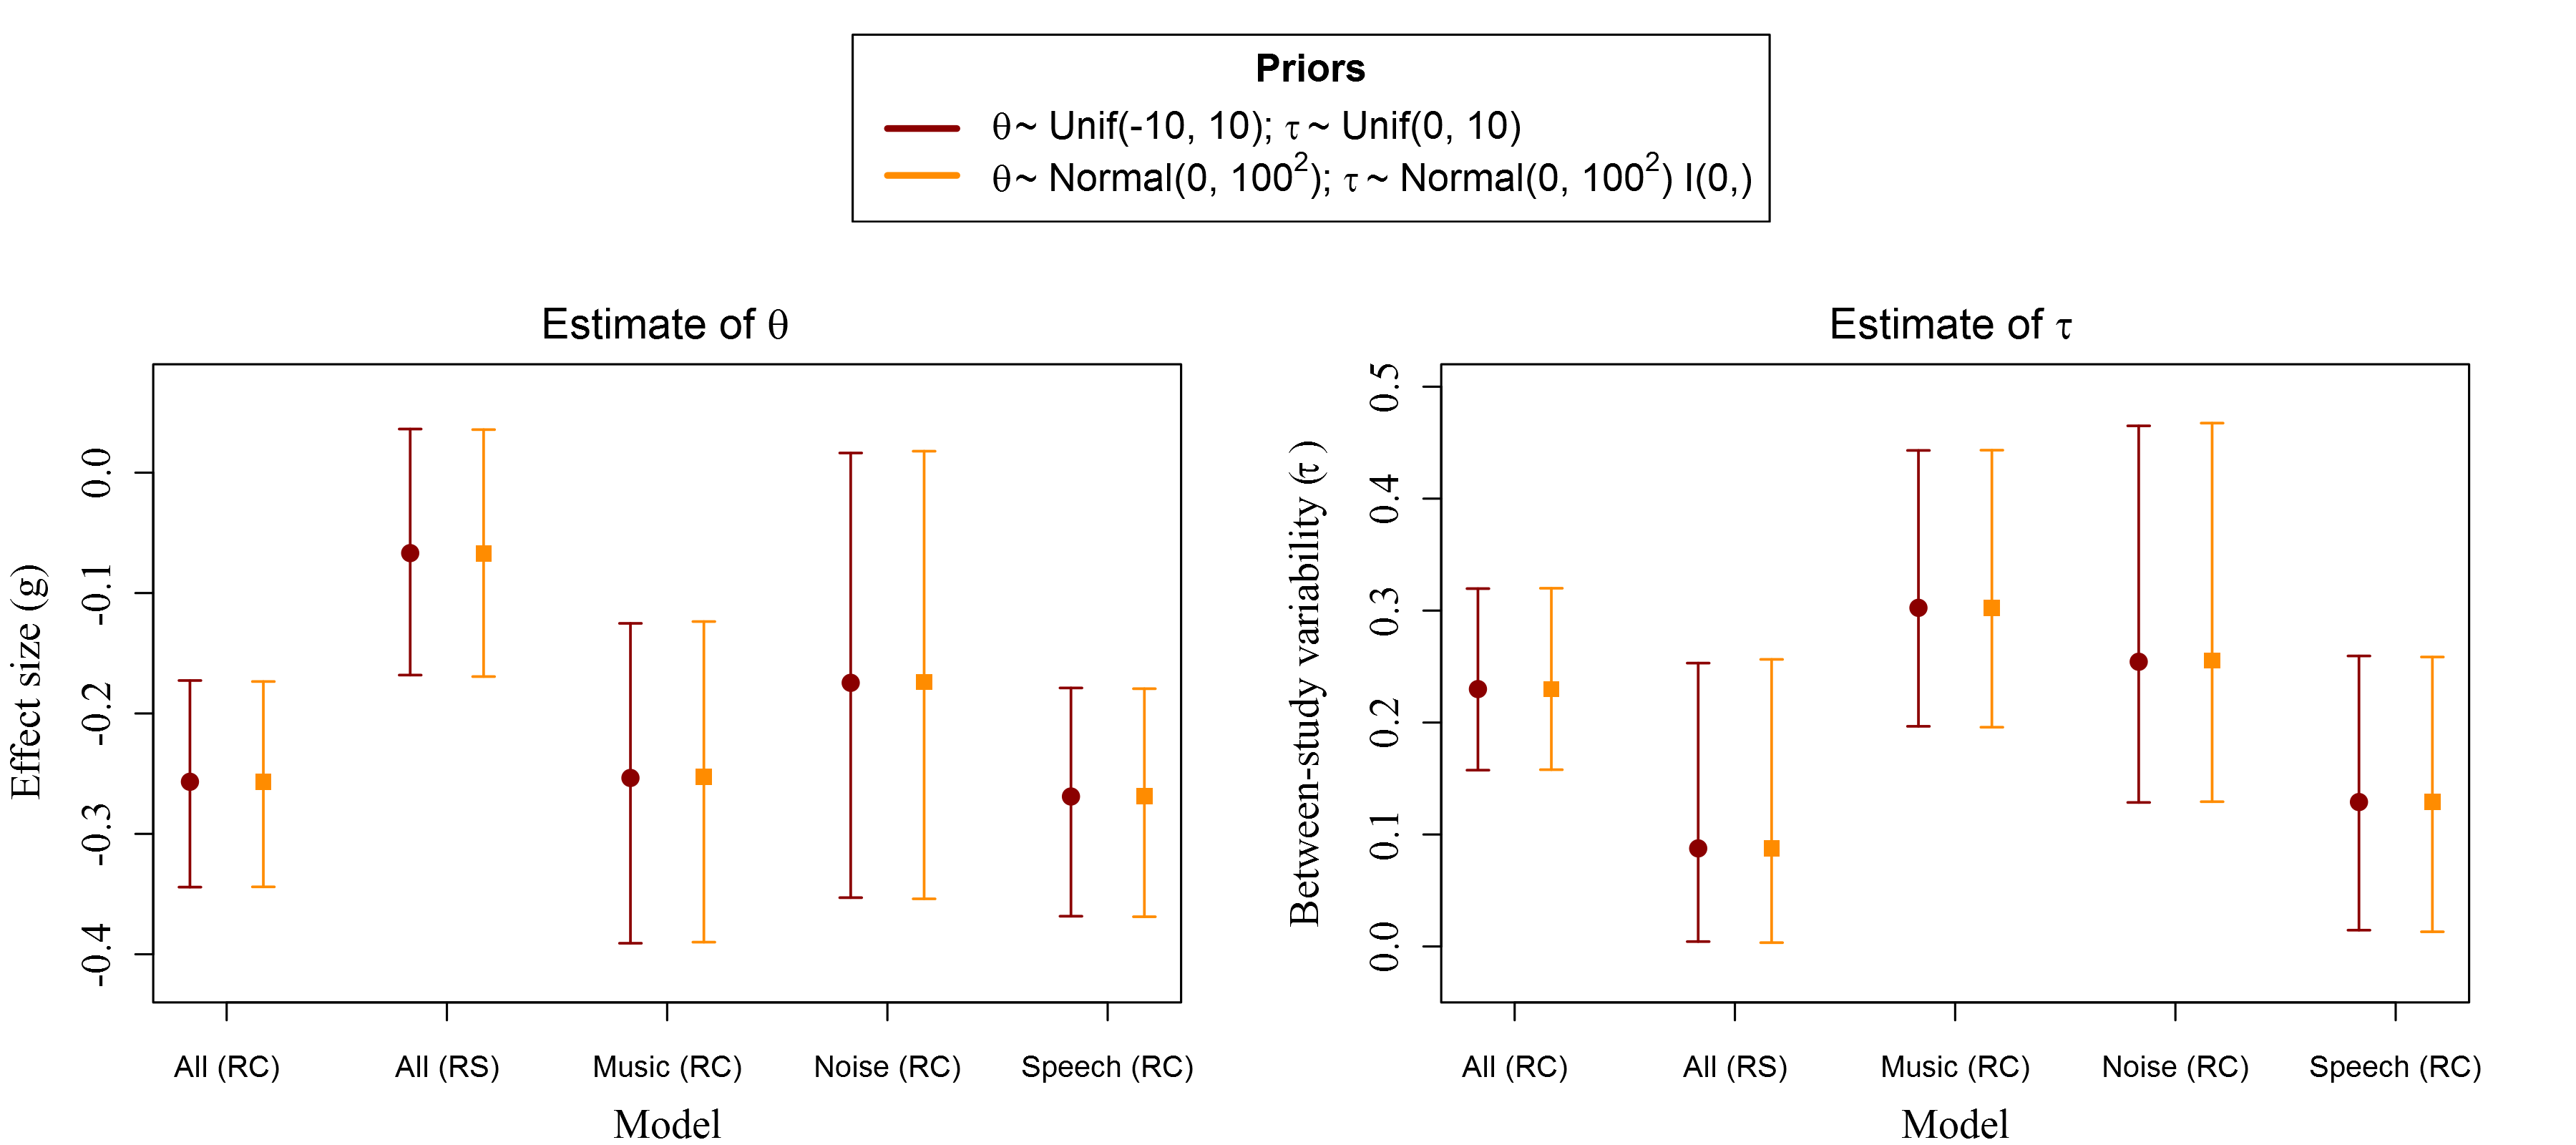 Priors
θ ~ Unif(-10, 10); τ ~ Unif(0, 10)
θ ~ Normal(0, 100²); τ ~ Normal(0, 100²) I(0,)
Estimate of θ
Effect size (g)
0.0
-0.1
-0.2
-0.3
-0.4
All (RC)
All (RS)
Music (RC)
Noise (RC)
Speech (RC)
Model
Estimate of τ
Between-study variability (τ)
0.5
0.4
0.3
0.2
0.1
0.0
All (RC)
All (RS)
Music (RC)
Noise (RC)
Speech (RC)
Model